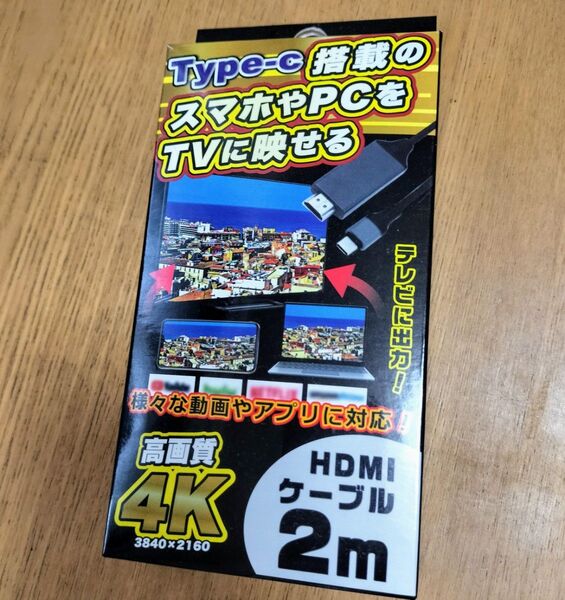 Type-c 搭載の
スマホやPCを
TVに映せる
テレビに出力!
様々な動画やアプリに対応!
高画質
4K
3840×2160
HDMI
ケーブル
2m